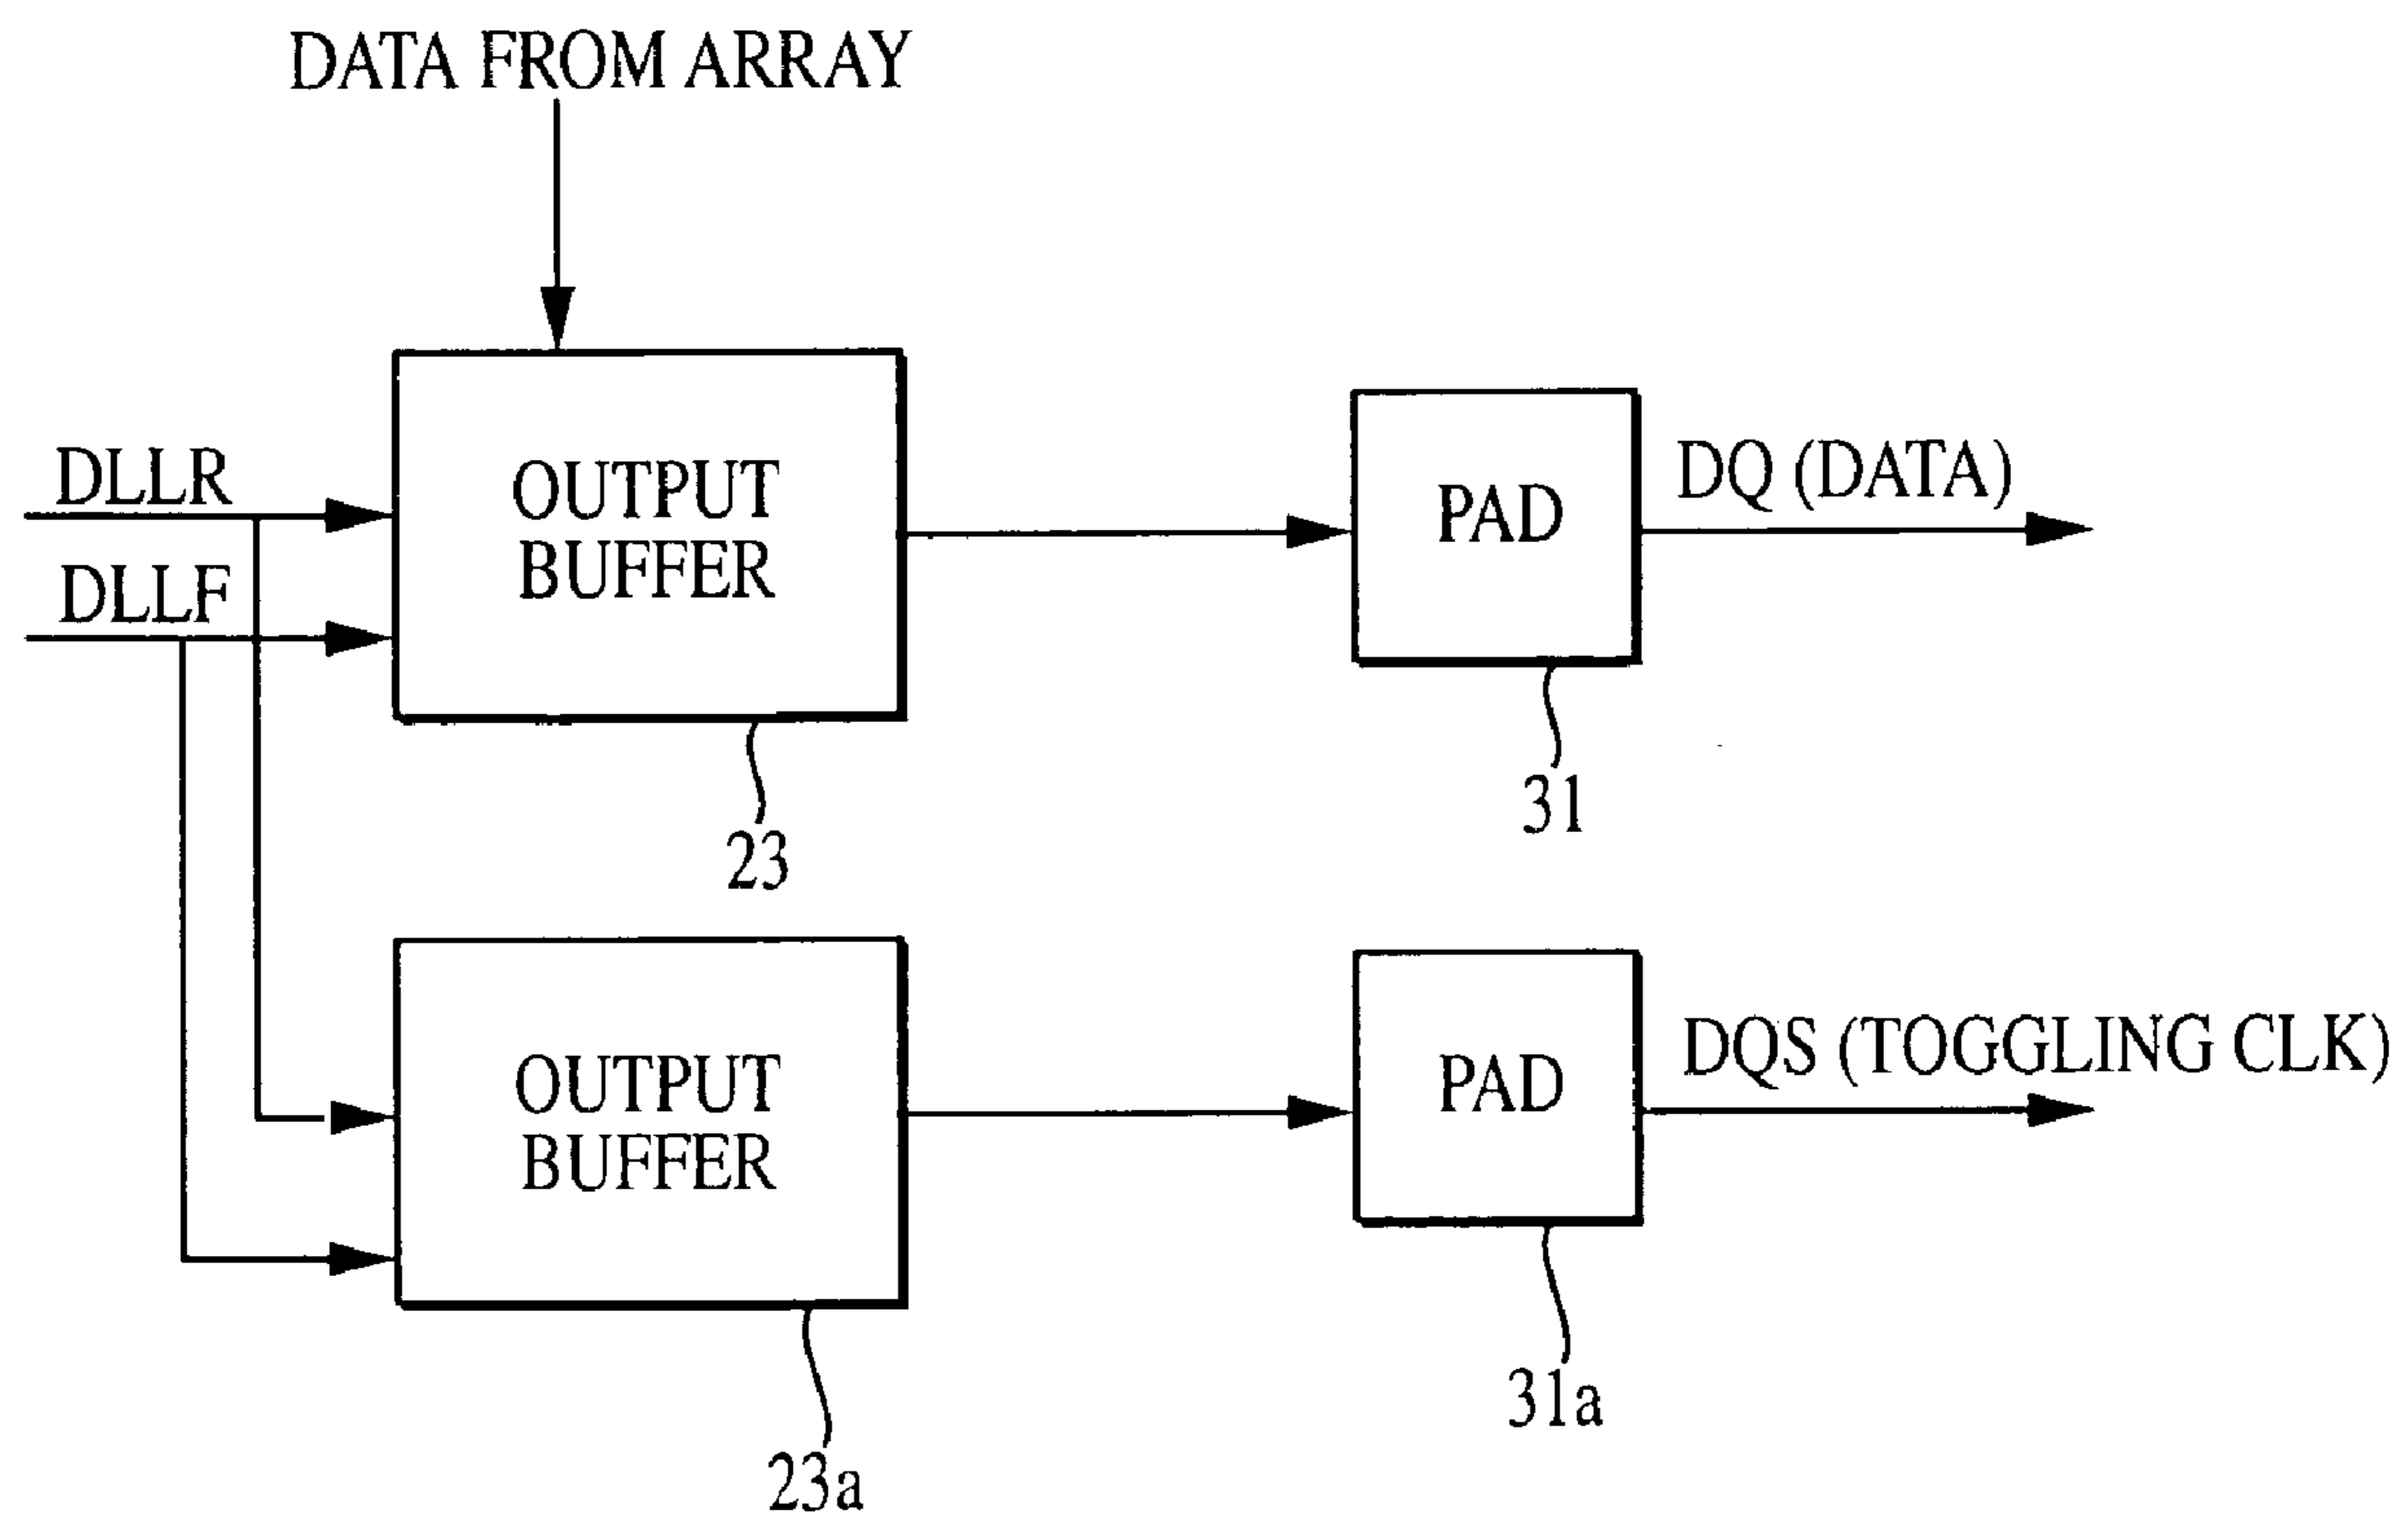 DATA FROM ARRAY
DLLR
DLLF
OUTPUT
BUFFER
PAD
DQ (DATA)
23
31
OUTPUT
BUFFER
PAD
DQS (TOGGLING CLK)
23a
31a